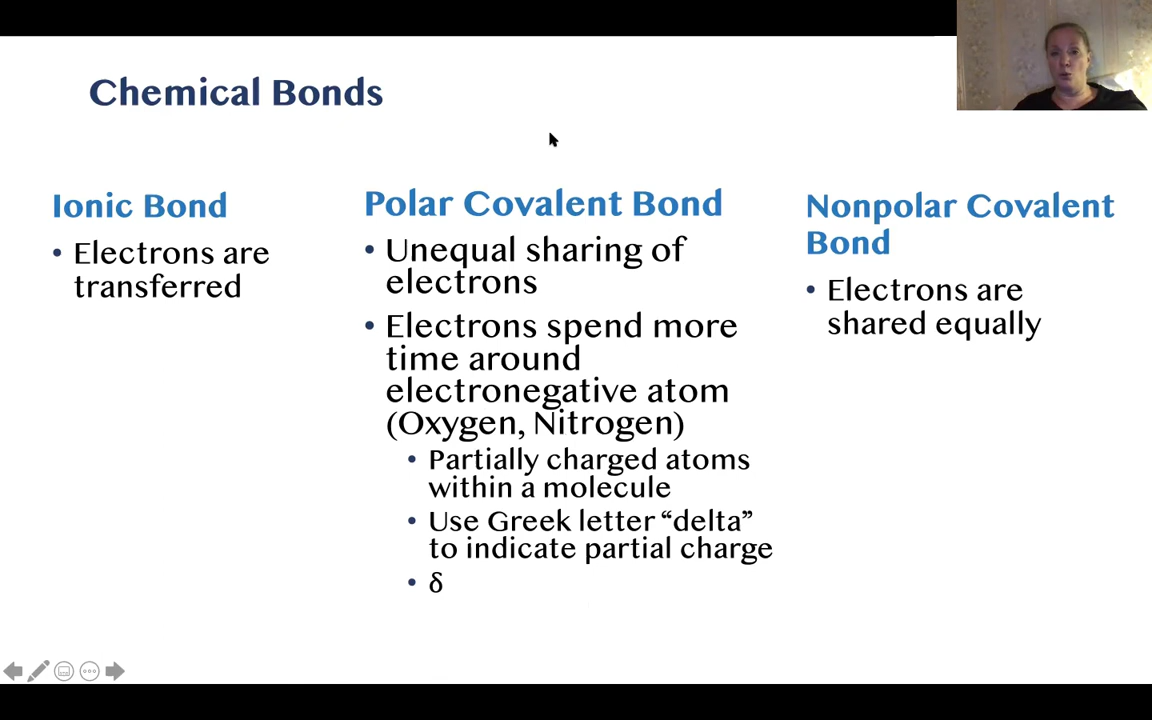 Chemical Bonds
Ionic Bond
• Electrons are
transferred
Polar Covalent Bond
• Unequal sharing of
electrons
• Electrons spend more
time around
electronegative atom
(Oxygen, Nitrogen)
• Partially charged atoms
within a molecule
• Use Greek letter “delta”
to indicate partial charge
• δ
Nonpolar Covalent
Bond
• Electrons are
shared equally